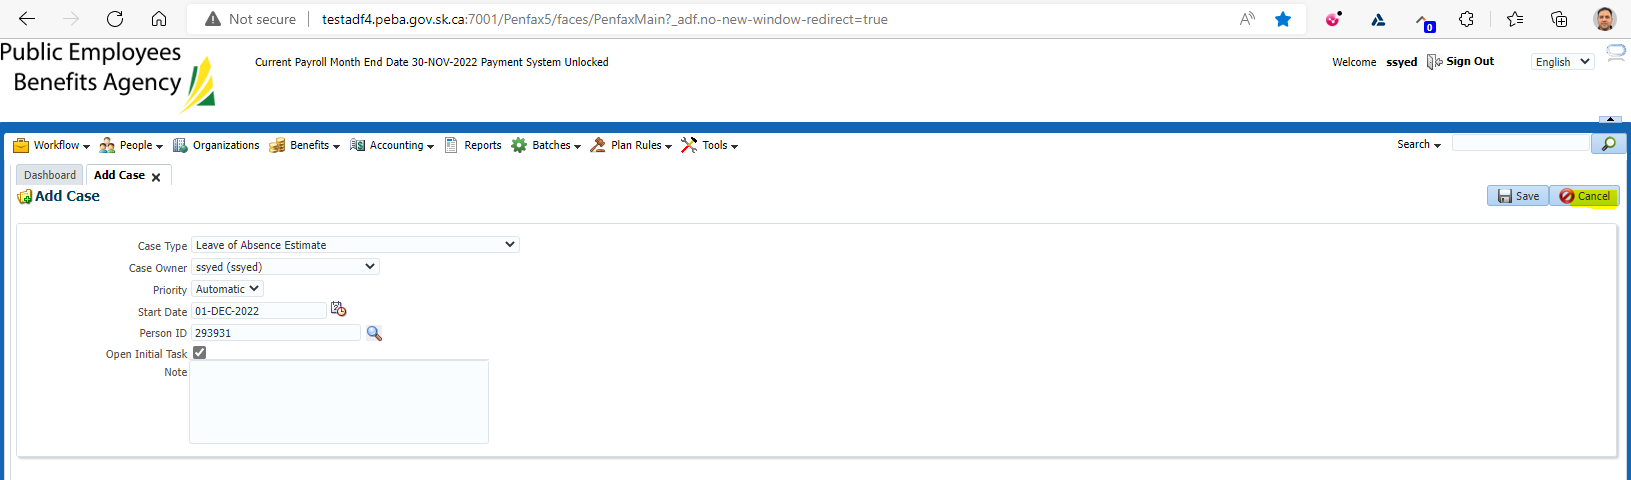 Not secure | testadf4.peba.gov.sk.ca:7001/Penfax5/faces/PenfaxMain?_adf.no-new-window-redirect=true
0
Public Employees
Benefits Agency
Current Payroll Month End Date 30-NOV-2022 Payment System Unlocked
Welcome ssyed Sign Out English
Workflow People Organizations Benefits Accounting Reports Batches Plan Rules Tools Search
Dashboard Add Case
Add Case Save Cancel
Case Type Leave of Absence Estimate
Case Owner ssyed (ssyed)
Priority Automatic
Start Date 01-DEC-2022
Person ID 293931
Open Initial Task
Note